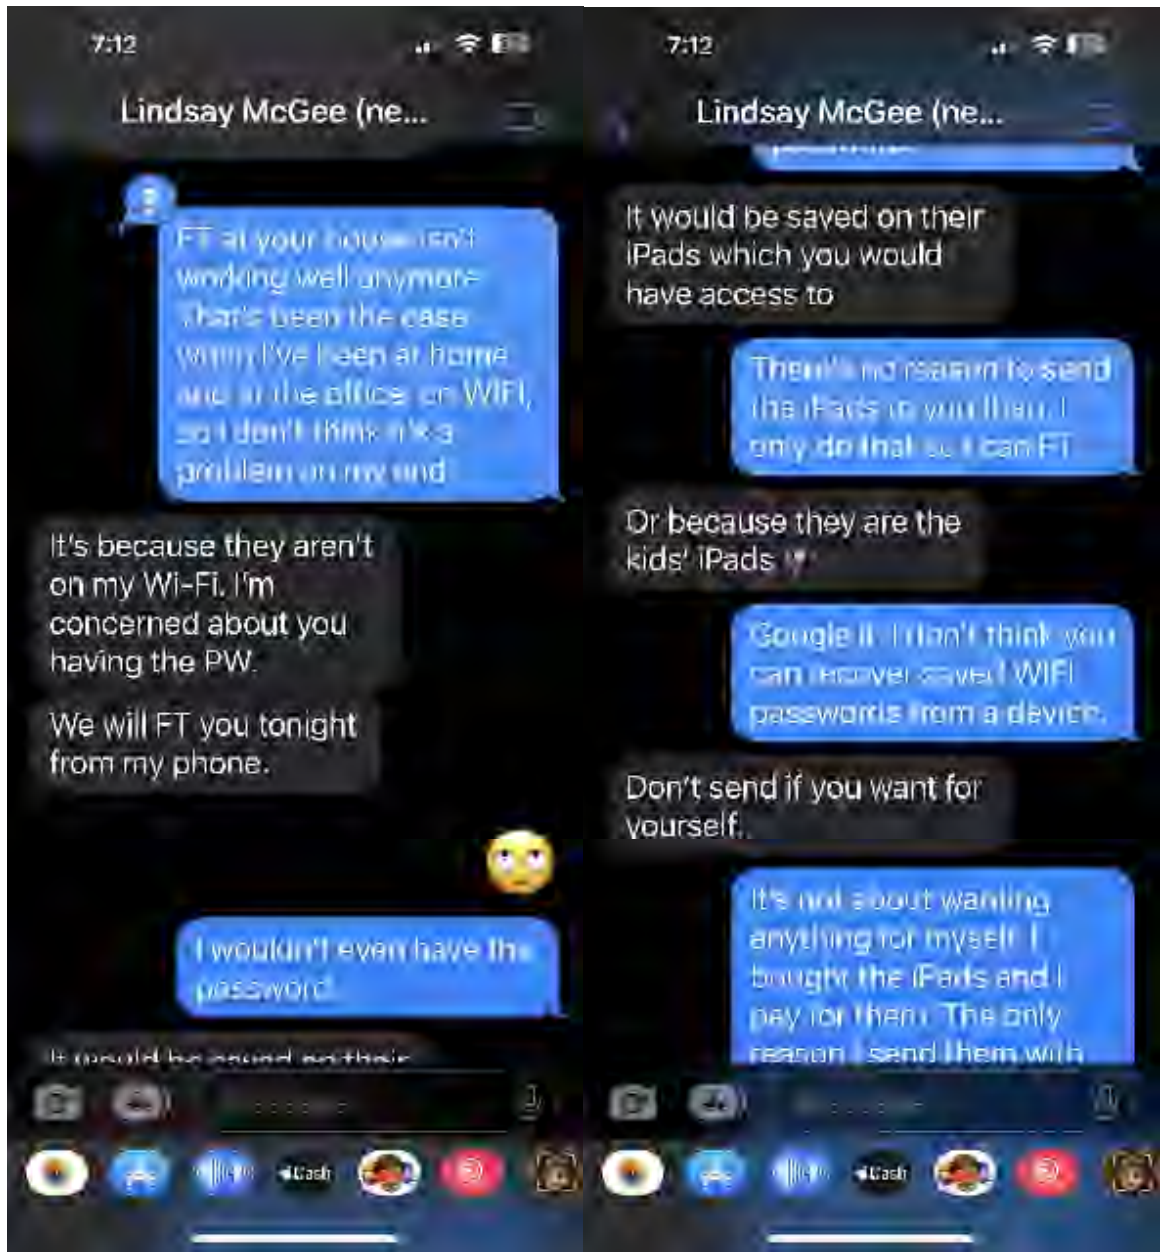 7:12
Lindsay McGee (ne...
FT at your house isn't
working well anymore
That's been the case
when I've been at home
and at the office, on WIFI,
so I don't think it's a
problem on my end
It's because they aren't
on my Wi-Fi. I'm
concerned about you
having the PW.
We will FT you tonight
from my phone.
I wouldn't even have the
password.
It would be saved on their
Cash
7:12
Lindsay McGee (ne...
It would be saved on their
iPads which you would
have access to
There's no reason to send
the iPads to you then. I
only do that so I can FT
Or because they are the
kids' iPads
Google it. I don't think you
can recover saved WIFI
passwords from a device.
Don't send if you want for
yourself.
It's not about wanting
anything for myself. I
bought the iPads and I
pay for them. The only
reason I send them with
Cash